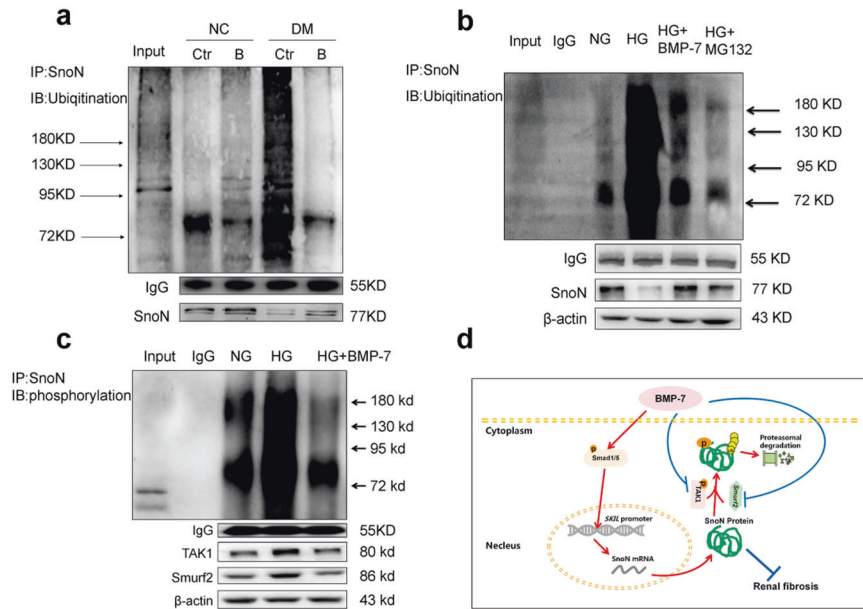 a
NC DM
Input Ctr B Ctr B
IP:SnoN
IB:Ubiqitination
180KD
130KD
95KD
72KD
IgG 55KD
SnoN 77KD
b
Input IgG NG HG HG+ BMP-7 HG+ MG132
IP:SnoN
IB:Ubiqitination
180 KD
130 KD
95 KD
72 KD
IgG 55 KD
SnoN 77 KD
β-actin 43 KD
c
Input IgG NG HG HG+BMP-7
IP:SnoN
IB:phosphorylation
180 kd
130 kd
95 kd
72 kd
IgG 55KD
TAK1 80 kd
Smurf2 86 kd
β-actin 43 kd
d
BMP-7
Cytoplasm
P
Smad1/5
P
Proteasomal
degradation
P
TAK1
Smurf2
SKIL promoter
SnoN Protein
Necleus
SnoN mRNA
Renal fibrosis